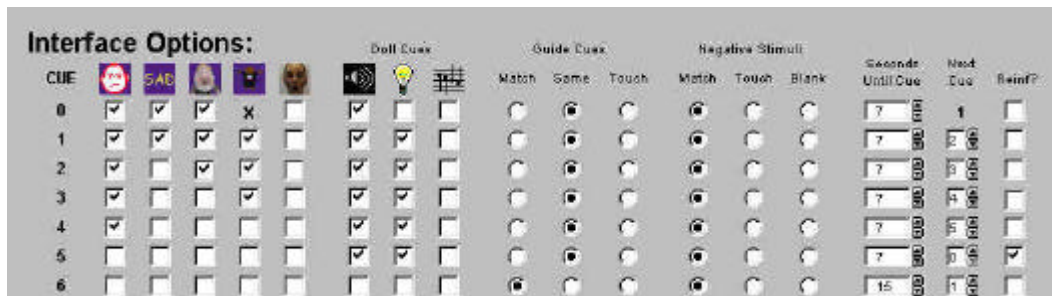 Interface Options:
Doll Cues Guide Cues Negative Stimuli
CUE SAD Match Same Touch Match Touch Blank Seconds Until Cue Next Cue Reinf?
0 7 1
1 7 2
2 7 3
3 7 4
4 7 5
5 7 0
6 15 1